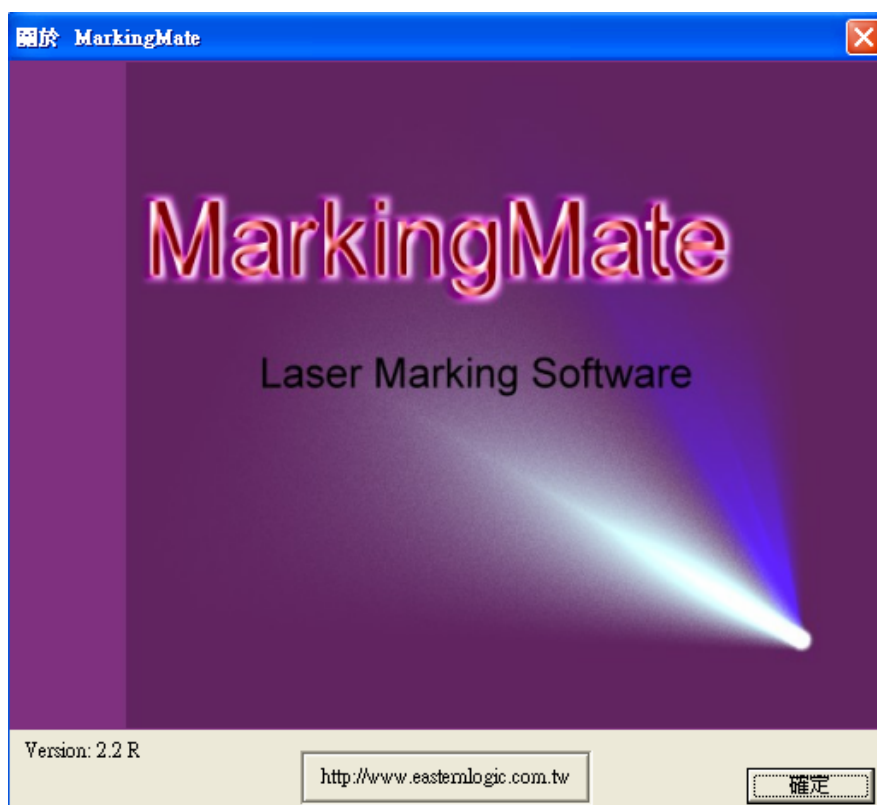 關於 MarkingMate
MarkingMate
Laser Marking Software
Version: 2.2 R
http://www.easternlogic.com.tw
確定